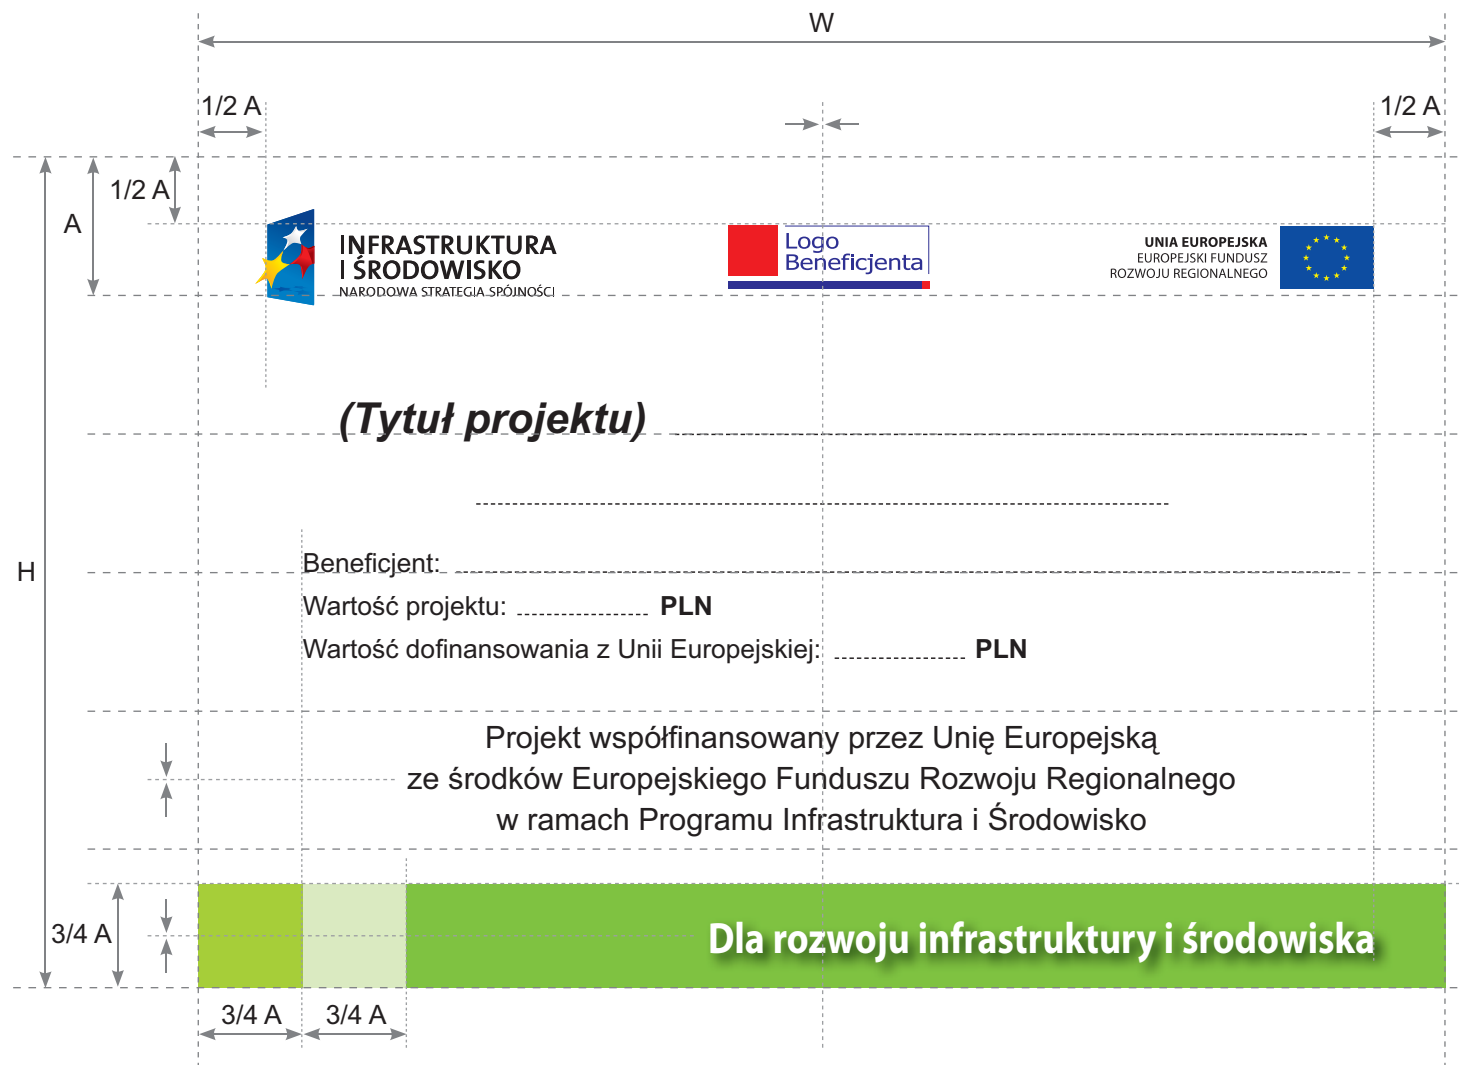 W
1/2 A
1/2 A
1/2 A
A
INFRASTRUKTURA
I ŚRODOWISKO
NARODOWA STRATEGIA SPÓJNOŚCI
Logo
Beneficjenta
UNIA EUROPEJSKA
EUROPEJSKI FUNDUSZ
ROZWOJU REGIONALNEGO
(Tytuł projektu)
H
Beneficjent:
Wartość projektu: PLN
Wartość dofinansowania z Unii Europejskiej: PLN
Projekt współfinansowany przez Unię Europejską
ze środków Europejskiego Funduszu Rozwoju Regionalnego
w ramach Programu Infrastruktura i Środowisko
3/4 A
Dla rozwoju infrastruktury i środowiska
3/4 A
3/4 A